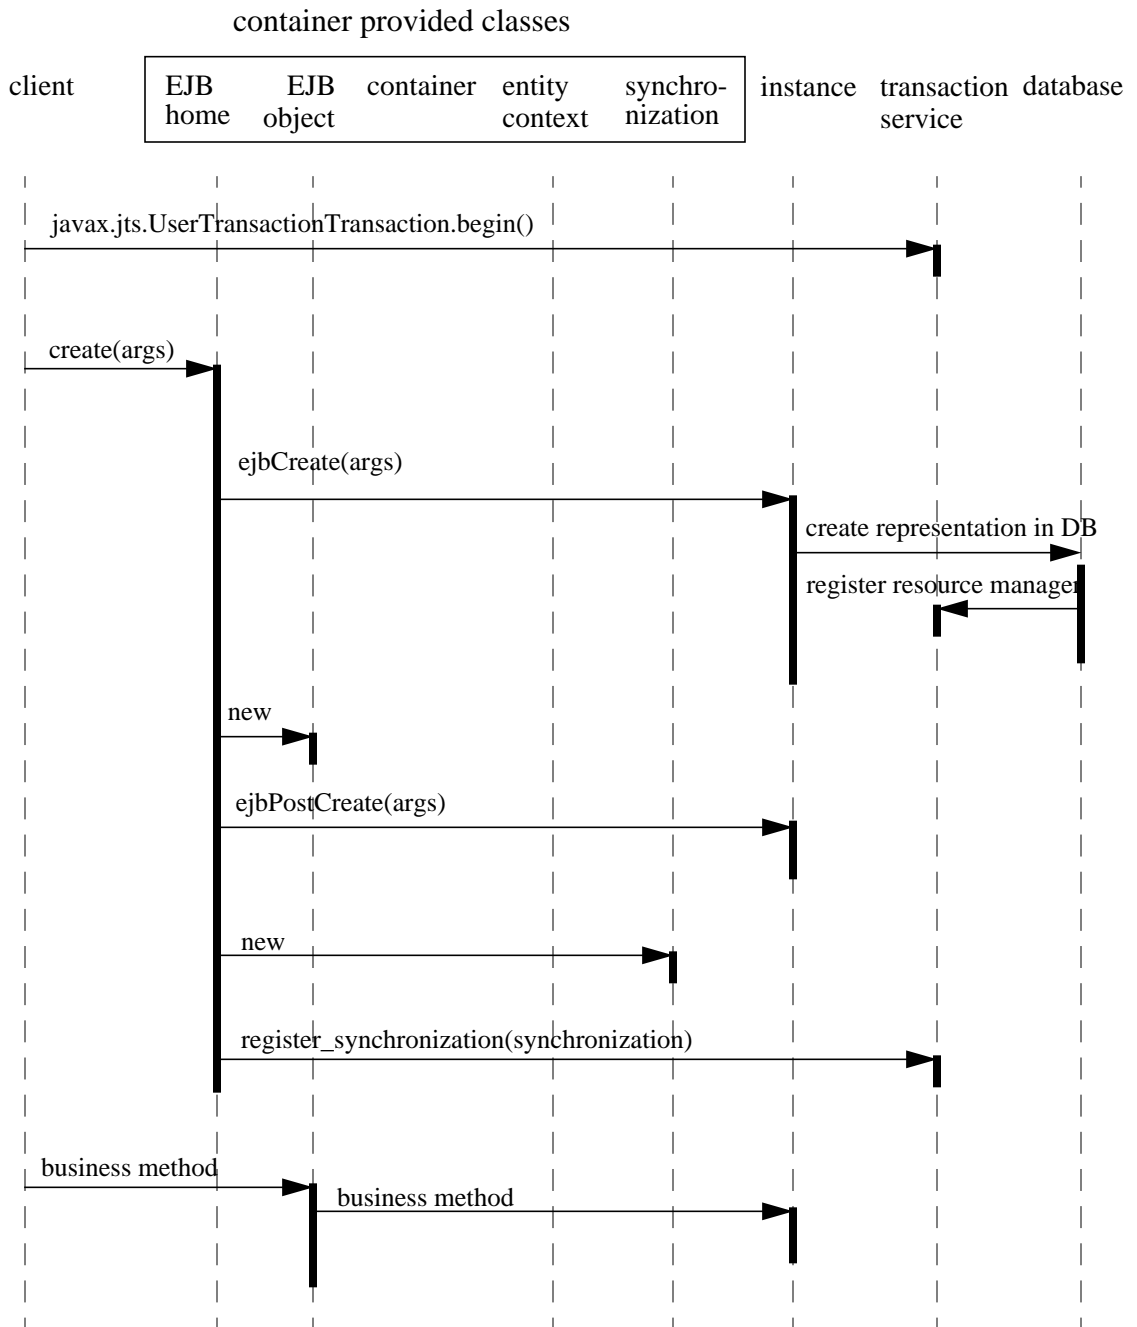 container provided classes
client EJB EJB container entity synchro- instance transaction database
home object context nization service
javax.jts.UserTransactionTransaction.begin()
create(args)
ejbCreate(args)
create representation in DB
register resource manager
new
ejbPostCreate(args)
new
register_synchronization(synchronization)
business method
business method